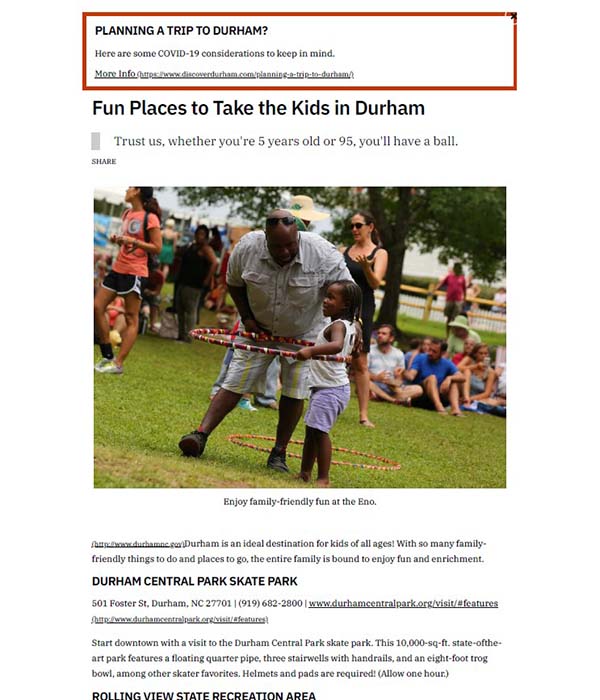 PLANNING A TRIP TO DURHAM?
Here are some COVID-19 considerations to keep in mind.
More Info (https://www.discoverdurham.com/planning-a-trip-to-durham/)
Fun Places to Take the Kids in Durham
Trust us, whether you're 5 years old or 95, you'll have a ball.
SHARE
Enjoy family-friendly fun at the Eno.
(http://www.durhamnc.gov)Durham is an ideal destination for kids of all ages! With so many family-
friendly things to do and places to go, the entire family is bound to enjoy fun and enrichment.
DURHAM CENTRAL PARK SKATE PARK
501 Foster St, Durham, NC 27701 | (919) 682-2800 | www.durhamcentralpark.org/visit/#features
(http://www.durhamcentralpark.org/visit/#features)
Start downtown with a visit to the Durham Central Park skate park. This 10,000-sq-ft. state-ofthe-
art park features a floating quarter pipe, three stairwells with handrails, and an eight-foot trog
bowl, among other skater favorites. Helmets and pads are required! (Allow one hour.)
ROLLING VIEW STATE RECREATION AREA